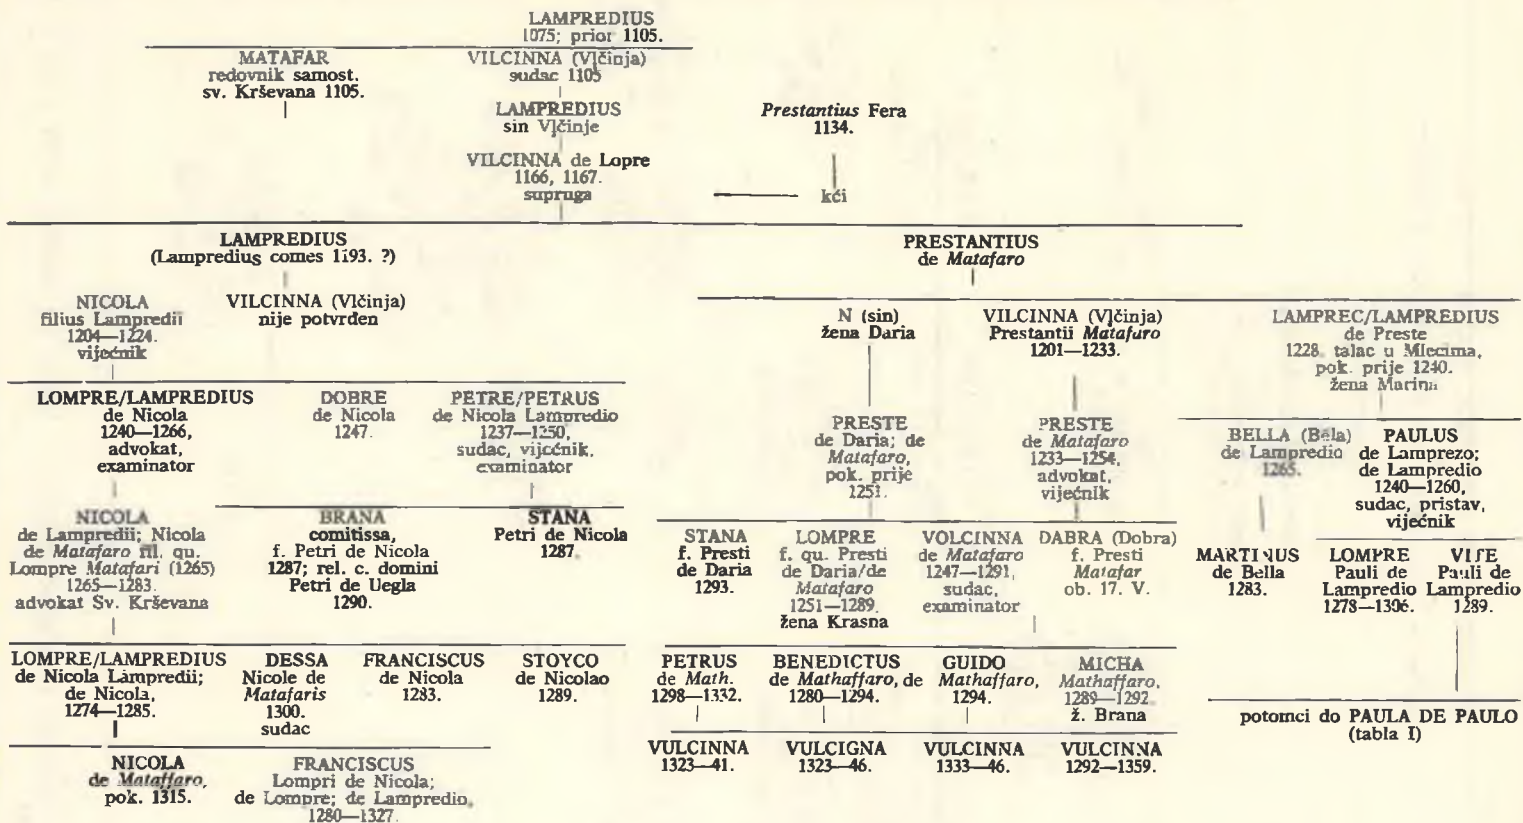 LAMPREDIUS
1075; prior 1105.
MATAFAR
redovnik samost.
sv. Krševana 1105.
VILCINNA (Vlčinja)
sudac 1105
LAMPREDIUS
sin Vlčinje
Prestantius Fera
1134.
VILCINNA de Lopre
1166, 1167.
supruga
kći
LAMPREDIUS
(Lampredius comes 1193. ?)
PRESTANTIUS
de Matafaro
NICOLA
filius Lampredii
1204—1224.
vijećnik
VILCINNA (Vlčinja)
nije potvrđen
N (sin)
žena Daria
VILCINNA (Vlčinja)
Prestantii Matafaro
1201—1233.
LAMPREC/LAMPREDIUS
de Preste
1228. talac u Mlecima,
pok. prije 1240.
žena Marina
LOMPRE/LAMPREDIUS
de Nicola
1240—1266,
advokat,
examinator
DOBRE
de Nicola
1247.
PETRE/PETRUS
de Nicola Lampredio
1237—1250,
sudac, vijećnik,
examinator
PRESTE
de Daria; de
Matafaro,
pok. prije
1251.
PRESTE
de Matafaro
1233—1254,
advokat,
vijećnik
BELLA (Bela)
de Lampredio
1265.
PAULUS
de Lamprezo;
de Lampredio
1240—1260,
sudac, pristav,
vijećnik
NICOLA
de Lampredii; Nicola
de Matafaro fil. qu.
Lompre Matafari (1265)
1265—1283.
advokat Sv. Krševana
BRANA
comitissa,
f. Petri de Nicola
1287; rel. c. domini
Petri de Uegla
1290.
STANA
Petri de Nicola
1287.
STANA
f. Presti
de Daria
1293.
LOMPRE
f. qu. Presti
de Daria/de
Matafaro
1251—1289.
žena Krasna
VOLCINNA
de Matafaro
1247—1291,
sudac,
examinator
DABRA (Dobra)
f. Presti
Matafar
ob. 17. V.
MARTINUS
de Bella
1283.
LOMPRE
Pauli de
Lampredio
1278—1306.
VITE
Pauli de
Lampredio
1289.
LOMPRE/LAMPREDIUS
de Nicola Lampredii;
de Nicola,
1274—1285.
DESSA
Nicole de
Matafaris
1300.
sudac
FRANCISCUS
de Nicola
1283.
STOYCO
de Nicolao
1289.
PETRUS
de Math.
1298—1332.
BENEDICTUS
de Mathaffaro,
1280—1294.
GUIDO
de Mathaffaro,
1294.
MICHA
Mathaffaro,
1289—1292.
ž. Brana
potomci do PAULA DE PAULO
(tabla I)
NICOLA
de Mataffaro,
pok. 1315.
FRANCISCUS
Lompri de Nicola;
de Lompre; de Lampredio,
1280—1327.
VULCINNA
1323—41.
VULCIGNA
1323—46.
VULCINNA
1333—46.
VULCINNA
1292—1359.